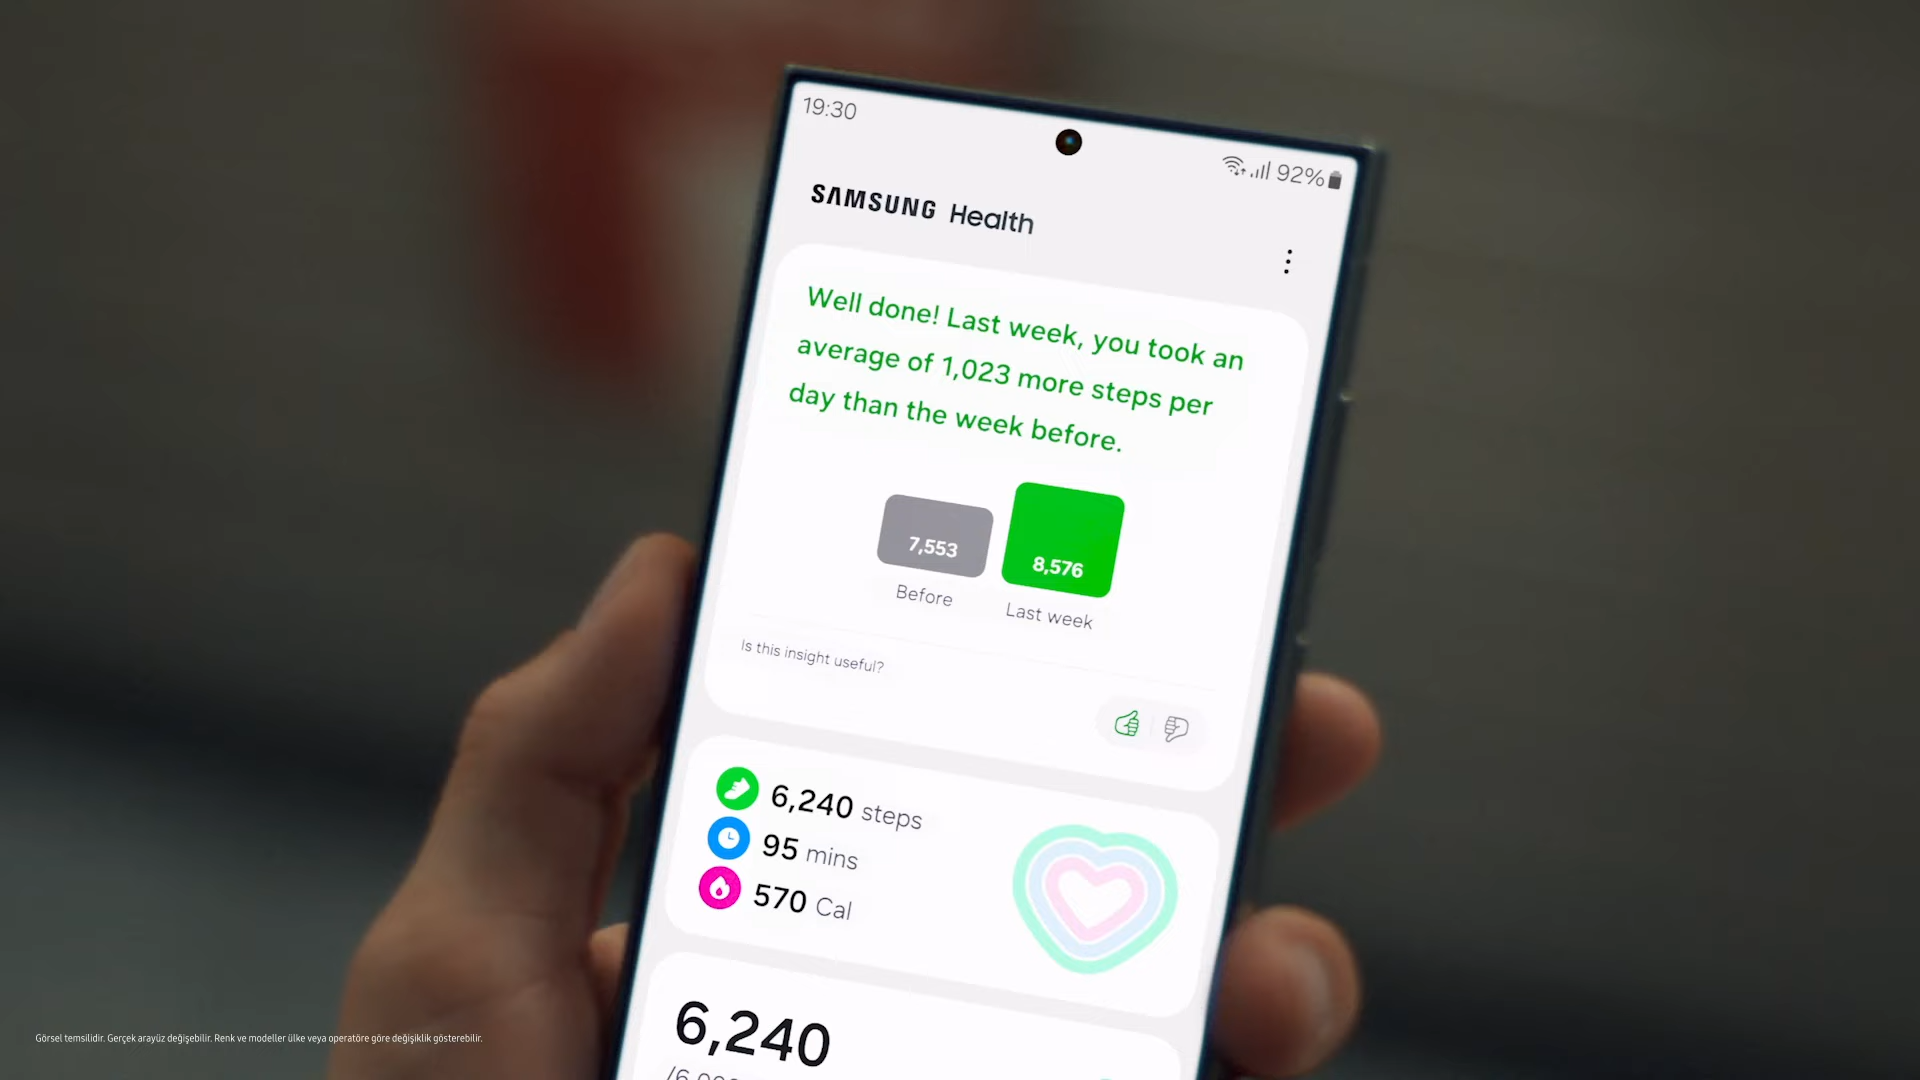 19:30
92%
SAMSUNG Health
Well done! Last week, you took an
average of 1,023 more steps per
day than the week before.
7,553
8,576
Before
Last week
Is this insight useful?
6,240 steps
95 mins
570 Cal
6,240
Görsel temsilidir. Gerçek arayüz değişebilir. Renk ve modeller ülke veya operatöre göre değişiklik gösterebilir.